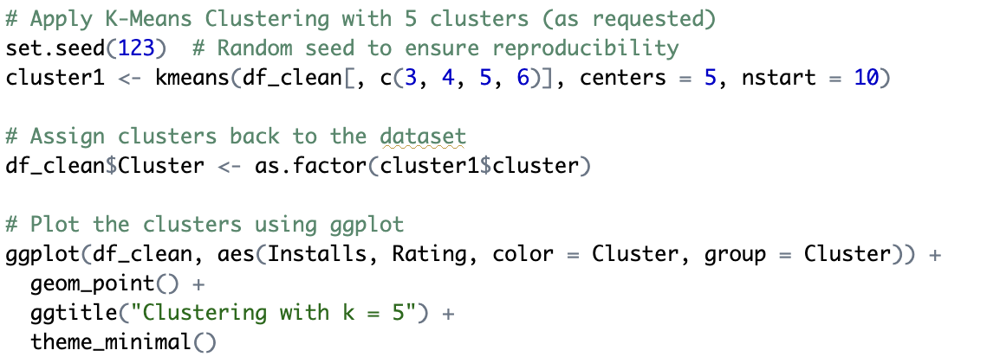 # Apply K-Means Clustering with 5 clusters (as requested)
set.seed(123)  # Random seed to ensure reproducibility
cluster1 <- kmeans(df_clean[, c(3, 4, 5, 6)], centers = 5, nstart = 10)

# Assign clusters back to the dataset
df_clean$Cluster <- as.factor(cluster1$cluster)

# Plot the clusters using ggplot
ggplot(df_clean, aes(Installs, Rating, color = Cluster, group = Cluster)) +
  geom_point() +
  ggtitle("Clustering with k = 5") +
  theme_minimal()